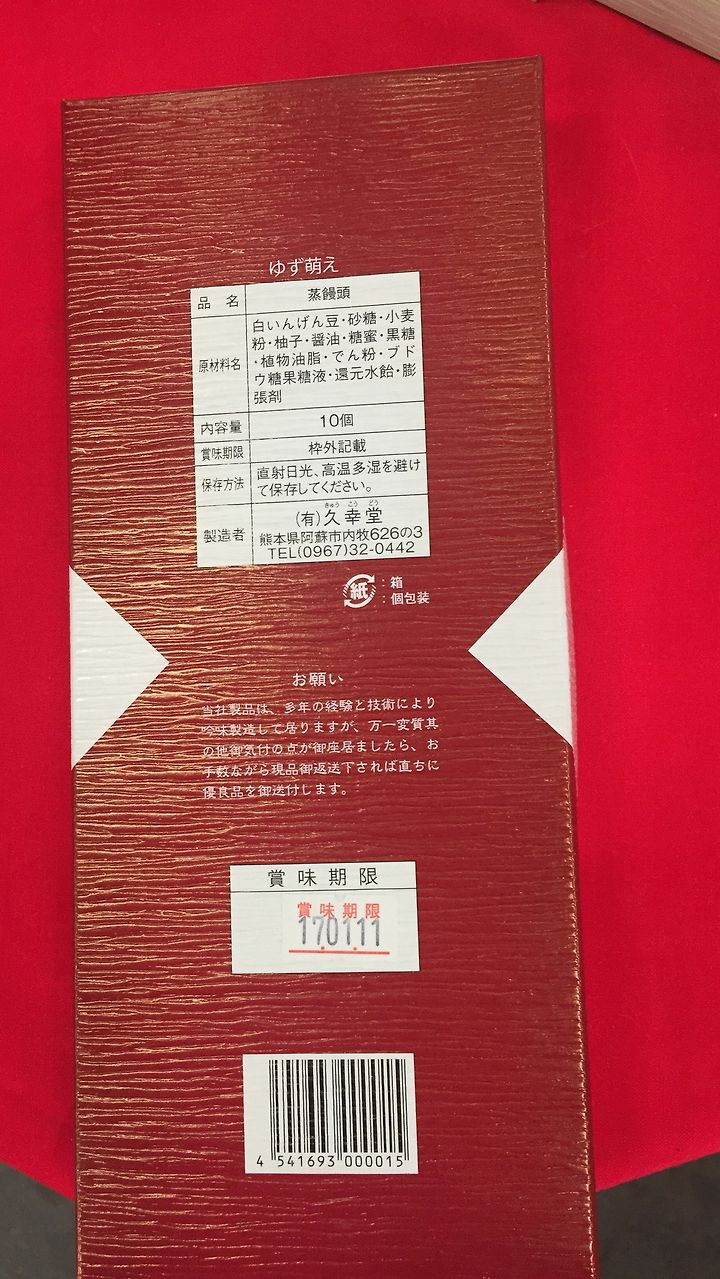 ゆず萌え
品 名 蒸饅頭
原材料名
白いんげん豆・砂糖・小麦
粉・柚子・醤油・糖蜜・黒糖
・植物油脂・でん粉・ブド
ウ糖果糖液・還元水飴・膨
張剤
内容量 10個
賞味期限 枠外記載
保存方法
直射日光、高温多湿を避け
て保存してください。
製造者
きゅう こう どう
(有)久幸堂
熊本県阿蘇市内牧626の3
TEL(0967)32-0442
紙 :箱
:個包装
お願い
当社製品は、多年の経験と技術により
吟味製造して居りますが、万一変質其
の他御気付の点が御座居ましたら、お
手数ながら現品御返送下されば直ちに
優良品を御送付します。
賞味期限
賞味期限
17.01.11
4 541693 000015